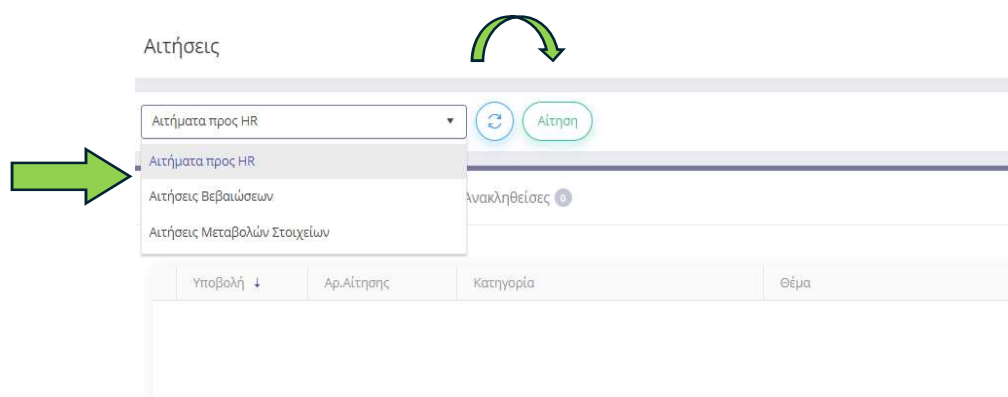 Αιτήσεις
Αιτήματα προς HR
Αίτηση
Αιτήματα προς HR
Αιτήσεις Βεβαιώσεων
Αιτήσεις Μεταβολών Στοιχείων
Ανακληθείσες 0
Υποβολή ↓ Αρ.Αίτησης Κατηγορία Θέμα